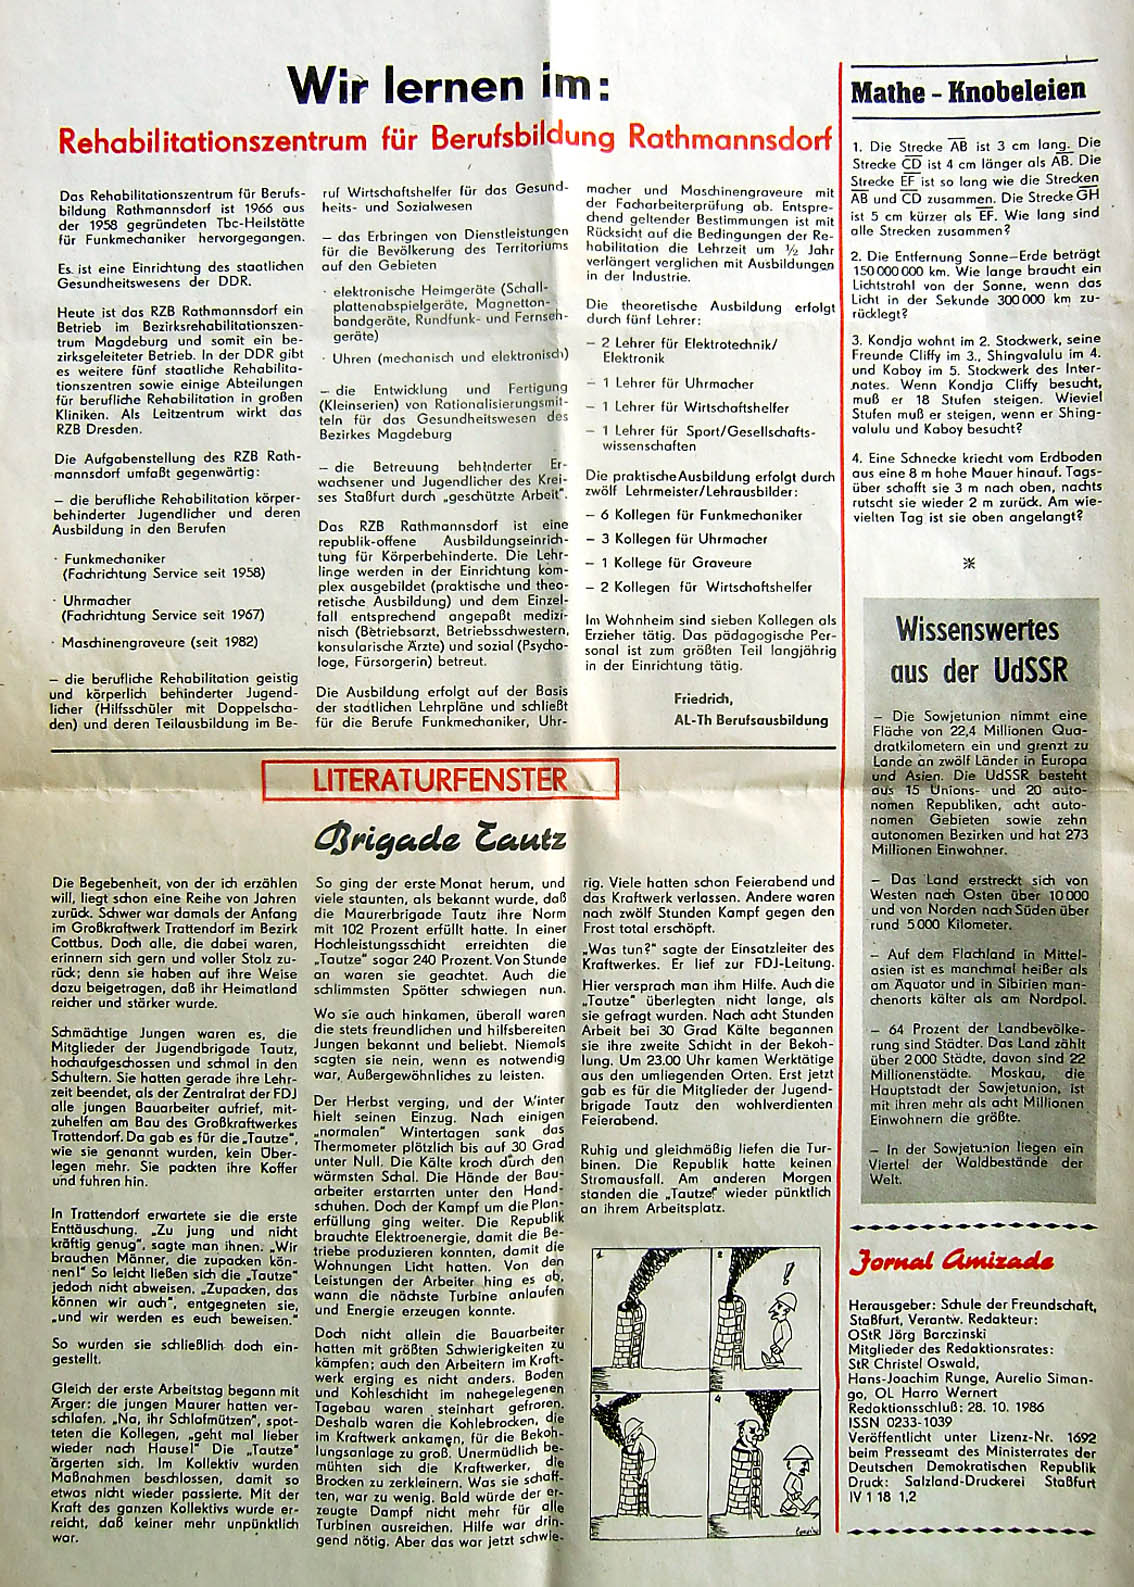 Wir lernen im:
Rehabilitationszentrum für Berufsbildung Rathmannsdorf
Das Rehabilitationszentrum für Berufs-
bildung Rathmannsdorf ist 1966 aus
der 1958 gegründeten Tbc-Heilstätte
für Funkmechaniker hervorgegangen.
Es ist eine Einrichtung des staatlichen
Gesundheitswesens der DDR.
Heute ist das RZB Rathmannsdorf ein
Betrieb im Bezirksrehabilitationszen-
trum Magdeburg und somit ein be-
zirksgeleiteter Betrieb. In der DDR gibt
es weitere fünf staatliche Rehabilita-
tionszentren sowie einige Abteilungen
für berufliche Rehabilitation in großen
Kliniken. Als Leitzentrum wirkt das
RZB Dresden.
Die Aufgabenstellung des RZB Rath-
mannsdorf umfaßt gegenwärtig:
– die berufliche Rehabilitation körper-
behinderter Jugendlicher und deren
Ausbildung in den Berufen
· Funkmechaniker
(Fachrichtung Service seit 1958)
· Uhrmacher
(Fachrichtung Service seit 1967)
· Maschinengraveure (seit 1982)
– die berufliche Rehabilitation geistig
und körperlich behinderter Jugend-
licher (Hilfsschüler mit Doppelscha-
den) und deren Teilausbildung im Be-
ruf Wirtschaftshelfer für das Gesund-
heits- und Sozialwesen
– das Erbringen von Dienstleistungen
für die Bevölkerung des Territoriums
auf den Gebieten
· elektronische Heimgeräte (Schall-
plattenabspielgeräte, Magnetton-
bandgeräte, Rundfunk- und Fernseh-
geräte)
· Uhren (mechanisch und elektronisch)
– die Entwicklung und Fertigung
(Kleinserien) von Rationalisierungsmit-
teln für das Gesundheitswesen des
Bezirkes Magdeburg
– die Betreuung behinderter Er-
wachsener und Jugendlicher des Krei-
ses Staßfurt durch „geschützte Arbeit".
Das RZB Rathmannsdorf ist eine
republik-offene Ausbildungseinrich-
tung für Körperbehinderte. Die Lehr-
linge werden in der Einrichtung kom-
plex ausgebildet (praktische und theo-
retische Ausbildung) und dem Einzel-
fall entsprechend angepaßt medizi-
nisch (Betriebsarzt, Betriebsschwestern,
konsularische Ärzte) und sozial (Psycho-
loge, Fürsorgerin) betreut.
Die Ausbildung erfolgt auf der Basis
der stadtlichen Lehrpläne und schließt
für die Berufe Funkmechaniker, Uhr-
macher und Maschinengraveure mit
der Facharbeiterprüfung ab. Entspre-
chend geltender Bestimmungen ist mit
Rücksicht auf die Bedingungen der Re-
habilitation die Lehrzeit um ½ Jahr
verlängert verglichen mit Ausbildungen
in der Industrie.
Die theoretische Ausbildung erfolgt
durch fünf Lehrer:
– 2 Lehrer für Elektrotechnik/
Elektronik
– 1 Lehrer für Uhrmacher
– 1 Lehrer für Wirtschaftshelfer
– 1 Lehrer für Sport/Gesellschafts-
wissenschaften
Die praktische Ausbildung erfolgt durch
zwölf Lehrmeister/Lehrausbilder:
– 6 Kollegen für Funkmechaniker
– 3 Kollegen für Uhrmacher
– 1 Kollege für Graveure
– 2 Kollegen für Wirtschaftshelfer
Im Wohnheim sind sieben Kollegen als
Erzieher tätig. Das pädagogische Per-
sonal ist zum größten Teil langjährig
in der Einrichtung tätig.
Friedrich,
AL-Th Berufsausbildung
Mathe - Knobeleien
1. Die Strecke AB ist 3 cm lang. Die
Strecke CD ist 4 cm länger als AB. Die
Strecke EF ist so lang wie die Strecken
AB und CD zusammen. Die Strecke GH
ist 5 cm kürzer als EF. Wie lang sind
alle Strecken zusammen?
2. Die Entfernung Sonne–Erde beträgt
150 000 000 km. Wie lange braucht ein
Lichtstrahl von der Sonne, wenn das
Licht in der Sekunde 300 000 km zu-
rücklegt?
3. Kondja wohnt im 2. Stockwerk, seine
Freunde Cliffy im 3., Shingvalulu im 4.
und Kaboy im 5. Stockwerk des Inter-
nates. Wenn Kondja Cliffy besucht,
muß er 18 Stufen steigen. Wieviel
Stufen muß er steigen, wenn er Shing-
valulu und Kaboy besucht?
4. Eine Schnecke kriecht vom Erdboden
aus eine 8 m hohe Mauer hinauf. Tags-
über schafft sie 3 m nach oben, nachts
rutscht sie wieder 2 m zurück. Am wie-
vielten Tag ist sie oben angelangt?
Wissenswertes
aus der UdSSR
– Die Sowjetunion nimmt eine
Fläche von 22,4 Millionen Qua-
dratkilometern ein und grenzt zu
Lande an zwölf Länder in Europa
und Asien. Die UdSSR besteht
aus 15 Unions- und 20 auto-
nomen Republiken, acht auto-
nomen Gebieten sowie zehn
autonomen Bezirken und hat 273
Millionen Einwohner.
– Das Land erstreckt sich von
Westen nach Osten über 10 000
und von Norden nach Süden über
rund 5 000 Kilometer.
– Auf dem Flachland in Mittel-
asien ist es manchmal heißer als
am Äquator und in Sibirien man-
chenorts kälter als am Nordpol.
– 64 Prozent der Landbevölke-
rung sind Städter. Das Land zählt
über 2 000 Städte, davon sind 22
Millionenstädte. Moskau, die
Hauptstadt der Sowjetunion, ist
mit ihren mehr als acht Millionen
Einwohnern die größte.
– In der Sowjetunion liegen ein
Viertel der Waldbestände der
Welt.
LITERATURFENSTER
Brigade Tautz
Die Begebenheit, von der ich erzählen
will, liegt schon eine Reihe von Jahren
zurück. Schwer war damals der Anfang
im Großkraftwerk Trattendorf im Bezirk
Cottbus. Doch alle, die dabei waren,
erinnern sich gern und voller Stolz zu-
rück; denn sie haben auf ihre Weise
dazu beigetragen, daß ihr Heimatland
reicher und stärker wurde.
Schmächtige Jungen waren es, die
Mitglieder der Jugendbrigade Tautz,
hochaufgeschossen und schmal in den
Schultern. Sie hatten gerade ihre Lehr-
zeit beendet, als der Zentralrat der FDJ
alle jungen Bauarbeiter aufrief, mit-
zuhelfen am Bau des Großkraftwerkes
Trattendorf. Da gab es für die „Tautze",
wie sie genannt wurden, kein Über-
legen mehr. Sie packten ihre Koffer
und fuhren hin.
In Trattendorf erwartete sie die erste
Enttäuschung. „Zu jung und nicht
kräftig genug", sagte man ihnen. „Wir
brauchen Männer, die zupacken kön-
nen!" So leicht ließen sich die „Tautze"
jedoch nicht abweisen. „Zupacken, das
können wir auch", entgegneten sie,
„und wir werden es euch beweisen."
So wurden sie schließlich doch ein-
gestellt.
Gleich der erste Arbeitstag begann mit
Ärger: die jungen Maurer hatten ver-
schlafen. „Na, ihr Schlafmützen", spot-
teten die Kollegen, „geht mal lieber
wieder nach Hause!" Die „Tautze"
ärgerten sich. Im Kollektiv wurden
Maßnahmen beschlossen, damit so
etwas nicht wieder passierte. Mit der
Kraft des ganzen Kollektivs wurde er-
reicht, daß keiner mehr unpünktlich
war.
So ging der erste Monat herum, und
viele staunten, als bekannt wurde, daß
die Maurerbrigade Tautz ihre Norm
mit 102 Prozent erfüllt hatte. In einer
Hochleistungsschicht erreichten die
„Tautze" sogar 240 Prozent. Von Stunde
an waren sie geachtet. Auch die
schlimmsten Spötter schwiegen nun.
Wo sie auch hinkamen, überall waren
die stets freundlichen und hilfsbereiten
Jungen bekannt und beliebt. Niemals
sagten sie nein, wenn es notwendig
war, Außergewöhnliches zu leisten.
Der Herbst verging, und der Winter
hielt seinen Einzug. Nach einigen
„normalen" Wintertagen sank das
Thermometer plötzlich bis auf 30 Grad
unter Null. Die Kälte kroch durch den
wärmsten Schal. Die Hände der Bau-
arbeiter erstarrten unter den Hand-
schuhen. Doch der Kampf um die Plan-
erfüllung ging weiter. Die Republik
brauchte Elektroenergie, damit die Be-
triebe produzieren konnten, damit die
Wohnungen Licht hatten. Von den
Leistungen der Arbeiter hing es ab,
wann die nächste Turbine anlaufen
und Energie erzeugen konnte.
Doch nicht allein die Bauarbeiter
hatten mit größten Schwierigkeiten zu
kämpfen; auch den Arbeitern im Kraft-
werk erging es nicht anders. Boden
und Kohleschicht im nahegelegenen
Tagebau waren steinhart gefroren.
Deshalb waren die Kohlebrocken, die
im Kraftwerk ankamen, für die Bekoh-
lungsanlage zu groß. Unermüdlich be-
mühten sich die Kraftwerker, die
Brocken zu zerkleinern. Was sie schaff-
ten, war zu wenig. Bald würde der er-
zeugte Dampf nicht mehr für alle
Turbinen ausreichen. Hilfe war drin-
gend nötig. Aber das war jetzt schwie-
rig. Viele hatten schon Feierabend und
das Kraftwerk verlassen. Andere waren
nach zwölf Stunden Kampf gegen den
Frost total erschöpft.
„Was tun?" sagte der Einsatzleiter des
Kraftwerkes. Er lief zur FDJ-Leitung.
Hier versprach man ihm Hilfe. Auch die
„Tautze" überlegten nicht lange, als
sie gefragt wurden. Nach acht Stunden
Arbeit bei 30 Grad Kälte begannen
sie ihre zweite Schicht in der Bekoh-
lung. Um 23.00 Uhr kamen Werktätige
aus den umliegenden Orten. Erst jetzt
gab es für die Mitglieder der Jugend-
brigade Tautz den wohlverdienten
Feierabend.
Ruhig und gleichmäßig liefen die Tur-
binen. Die Republik hatte keinen
Stromausfall. Am anderen Morgen
standen die „Tautze" wieder pünktlich
an ihrem Arbeitsplatz.
1
2
!
3
4
Jornal Amizade
Herausgeber: Schule der Freundschaft,
Staßfurt, Verantw. Redakteur:
OStR Jörg Barczinski
Mitglieder des Redaktionsrates:
StR Christel Oswald,
Hans-Joachim Runge, Aurelio Siman-
go, OL Harro Wernert
Redaktionsschluß: 28. 10. 1986
ISSN 0233-1039
Veröffentlicht unter Lizenz-Nr. 1692
beim Presseamt des Ministerrates der
Deutschen Demokratischen Republik
Druck: Salzland-Druckerei Staßfurt
IV 1 18 1,2